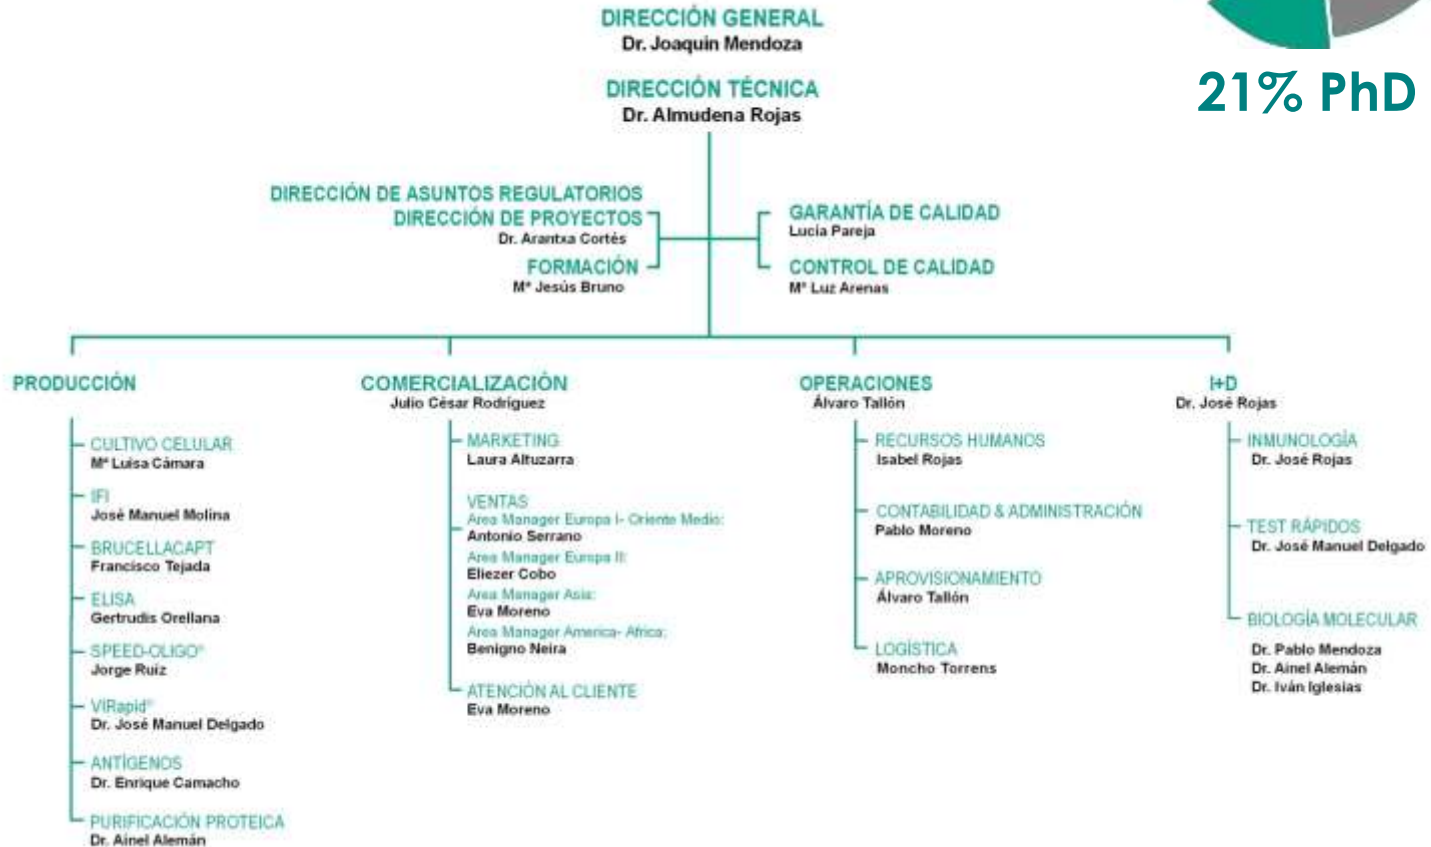 DIRECCIÓN GENERAL
Dr. Joaquin Mendoza
21% PhD
DIRECCIÓN TÉCNICA
Dr. Almudena Rojas
DIRECCIÓN DE ASUNTOS REGULATORIOS
DIRECCIÓN DE PROYECTOS
Dr. Arantxa Cortés
FORMACIÓN
Mª Jesús Bruno
GARANTÍA DE CALIDAD
Lucía Pareja
CONTROL DE CALIDAD
Mª Luz Arenas
PRODUCCIÓN
CULTIVO CELULAR
Mª Luisa Cámara
IFI
José Manuel Molina
BRUCELLACAPT
Francisco Tejada
ELISA
Gertrudis Orellana
SPEED-OLIGO®
Jorge Ruiz
VIRapid®
Dr. José Manuel Delgado
ANTÍGENOS
Dr. Enrique Camacho
PURIFICACIÓN PROTEICA
Dr. Ainel Alemán
COMERCIALIZACIÓN
Julio César Rodríguez
MARKETING
Laura Altuzarra
VENTAS
Area Manager Europa I- Oriente Medio:
Antonio Serrano
Area Manager Europa II:
Eliezer Cobo
Area Manager Asia:
Eva Moreno
Area Manager America- Africa:
Benigno Neira
ATENCIÓN AL CLIENTE
Eva Moreno
OPERACIONES
Álvaro Tallón
RECURSOS HUMANOS
Isabel Rojas
CONTABILIDAD & ADMINISTRACIÓN
Pablo Moreno
APROVISIONAMIENTO
Álvaro Tallón
LOGÍSTICA
Moncho Torrens
I+D
Dr. José Rojas
INMUNOLOGÍA
Dr. José Rojas
TEST RÁPIDOS
Dr. José Manuel Delgado
BIOLOGÍA MOLECULAR
Dr. Pablo Mendoza
Dr. Ainel Alemán
Dr. Iván Iglesias